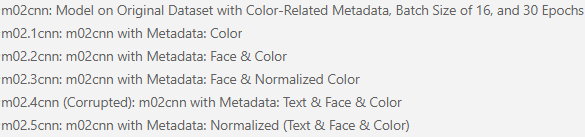 m02cnn: Model on Original Dataset with Color-Related Metadata, Batch Size of 16, and 30 Epochs
m02.1cnn: m02cnn with Metadata: Color
m02.2cnn: m02cnn with Metadata: Face & Color
m02.3cnn: m02cnn with Metadata: Face & Normalized Color
m02.4cnn (Corrupted): m02cnn with Metadata: Text & Face & Color
m02.5cnn: m02cnn with Metadata: Normalized (Text & Face & Color)